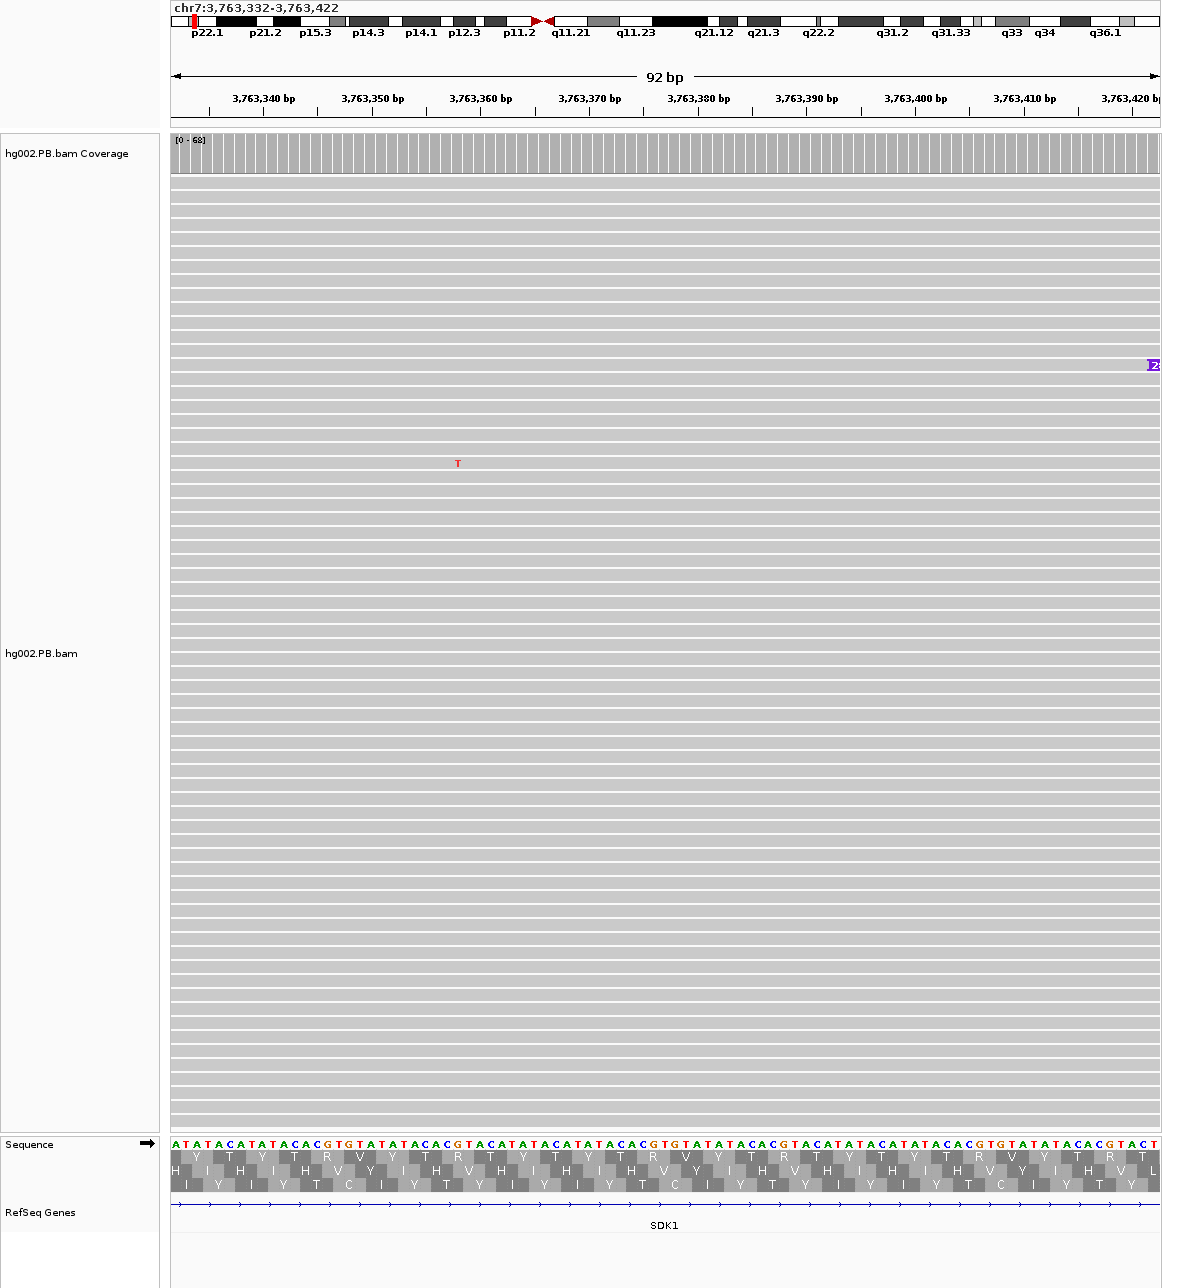 chr7:3,763,332-3,763,422
p22.1 p21.2 p15.3 p14.3 p14.1 p12.3 p11.2 q11.21 q11.23 q21.12 q21.3 q22.2 q31.2 q31.33 q33 q34 q36.1
92 bp
3,763,340 bp 3,763,350 bp 3,763,360 bp 3,763,370 bp 3,763,380 bp 3,763,390 bp 3,763,400 bp 3,763,410 bp 3,763,420 bp
[0 - 68]
hg002.PB.bam Coverage
T
hg002.PB.bam
Sequence A T A T A C A T A T A C A C G T G T A T A T A C A C G T A C A T A T A C A T A T A C A C G T G T A T A T A C A C G T A C A T A T A C A T A T A C A C G T G T A T A T A C A C G T A C T
Y T Y T R V Y T R T Y T Y T R V Y T R T Y T Y T R V Y T R T
H I H I H V Y I H V H I H I H V Y I H V H I H I H V Y I H V L
I Y I Y T C I Y T Y I Y I Y T C I Y T Y I Y I Y T C I Y T Y
RefSeq Genes
SDK1